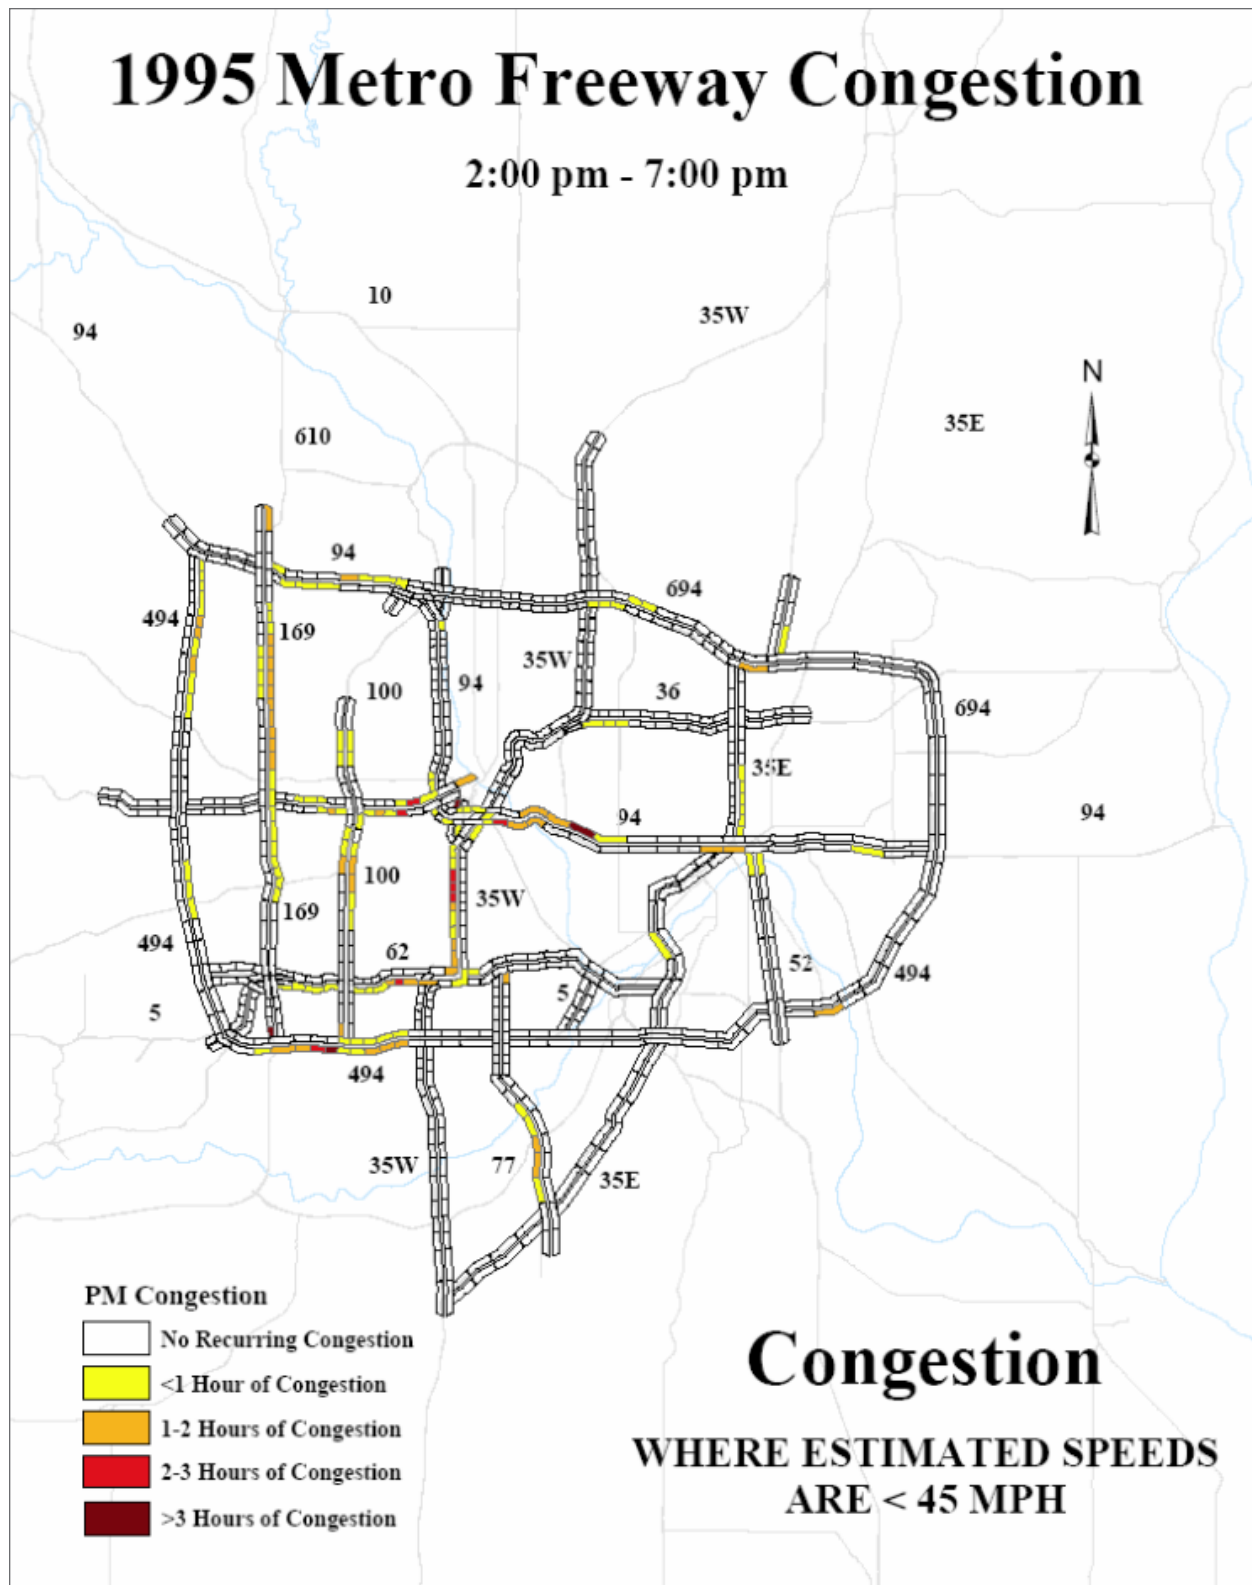 1995 Metro Freeway Congestion
2:00 pm - 7:00 pm
10
35W
94
N
35E
610
94
694
494
169
35W
100
94
36
694
35E
94
94
100
35W
169
494
62
52
494
5
5
494
35W
77
35E
PM Congestion
No Recurring Congestion
<1 Hour of Congestion
1-2 Hours of Congestion
2-3 Hours of Congestion
>3 Hours of Congestion
Congestion
WHERE ESTIMATED SPEEDS
ARE < 45 MPH